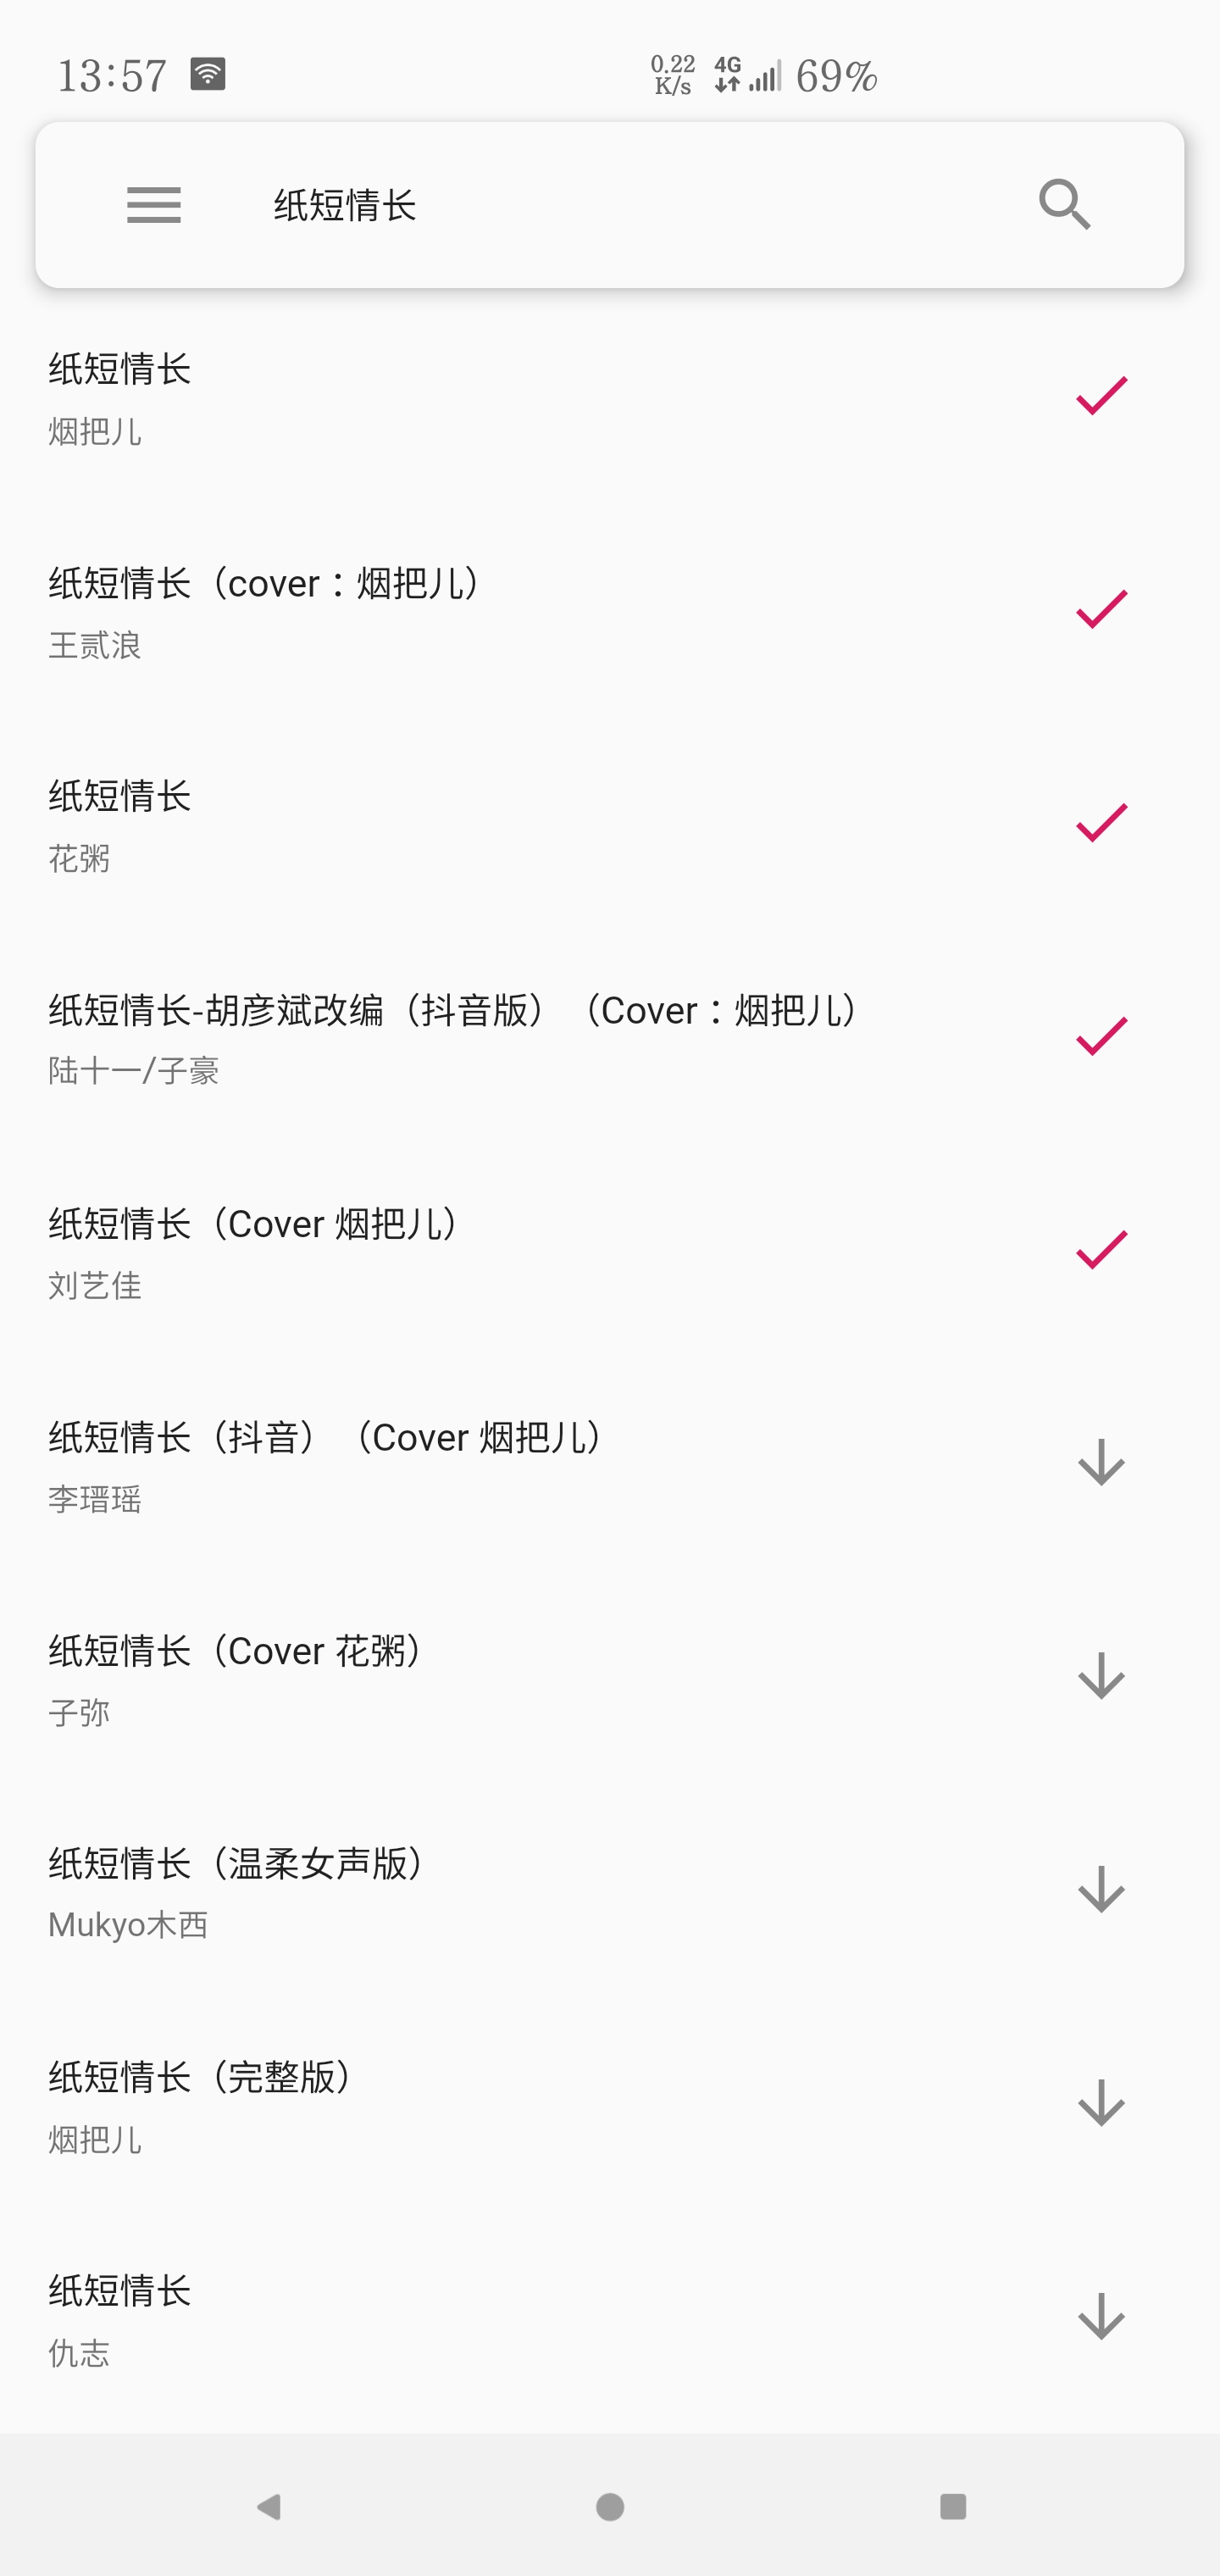 13:57
0.22
K/s
4G
69%
纸短情长
纸短情长
烟把儿
纸短情长（cover：烟把儿）
王贰浪
纸短情长
花粥
纸短情长-胡彦斌改编（抖音版）（Cover：烟把儿）
陆十一/子豪
纸短情长（Cover 烟把儿）
刘艺佳
纸短情长（抖音）（Cover 烟把儿）
李瑨瑶
纸短情长（Cover 花粥）
子弥
纸短情长（温柔女声版）
Mukyo木西
纸短情长（完整版）
烟把儿
纸短情长
仇志